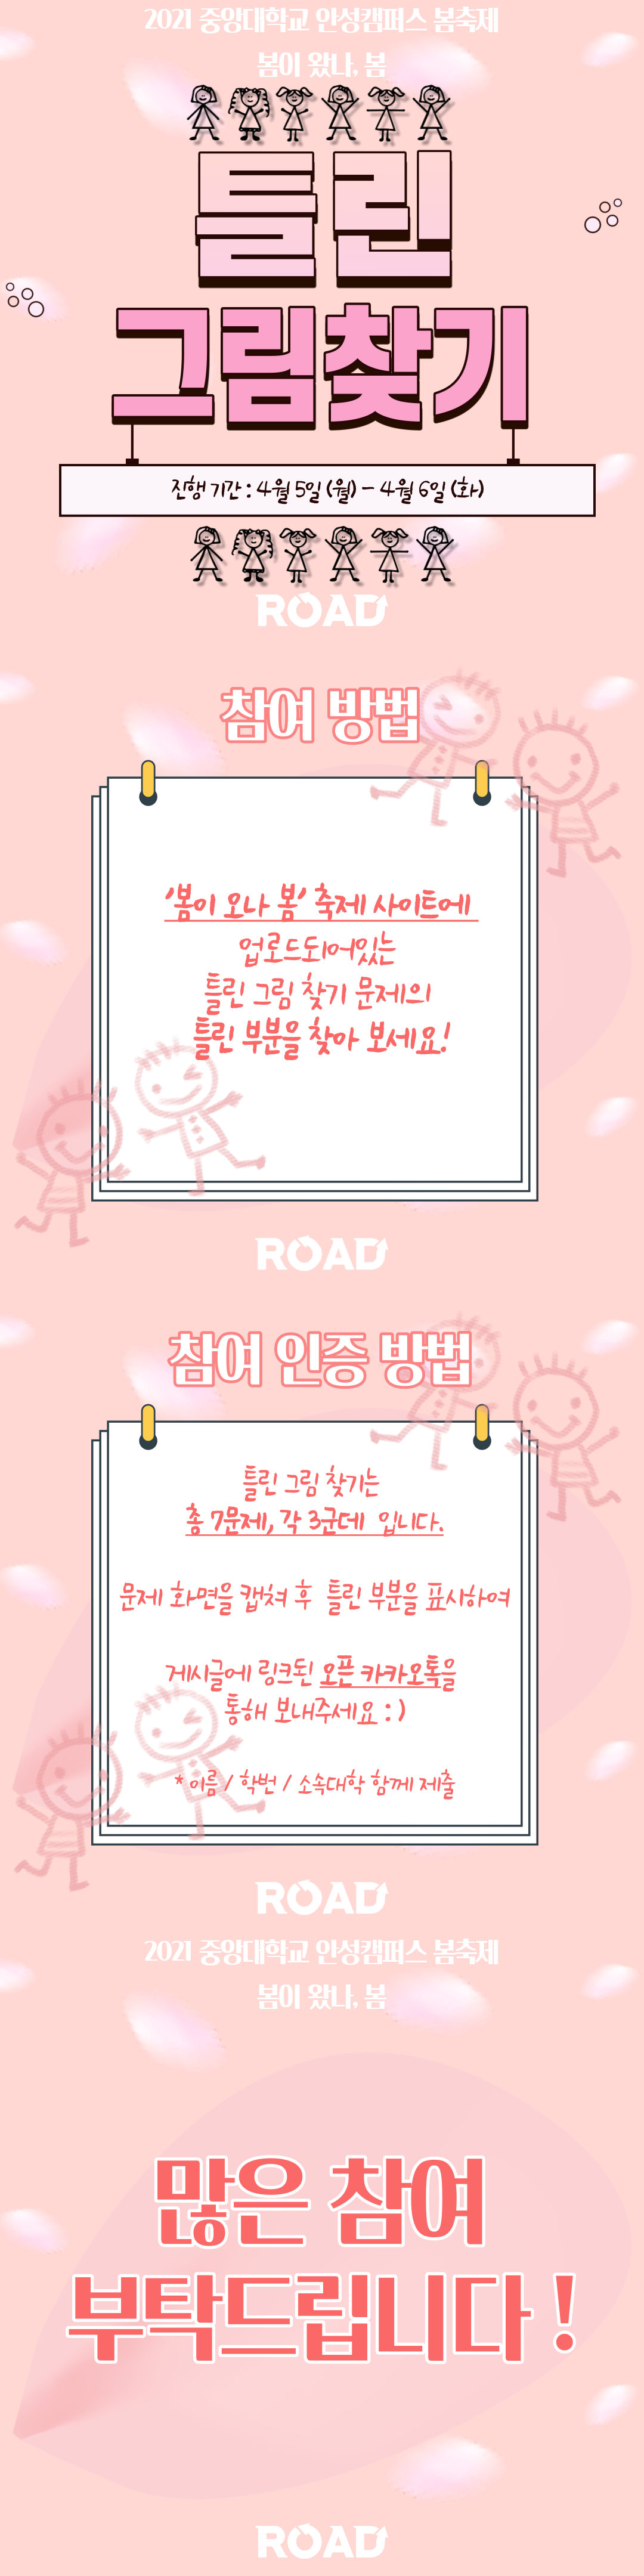 2021 중앙대학교 안성캠퍼스 봄축제
봄이 왔나, 봄
틀린
그림찾기
진행 기간 : 4월 5일 (월) - 4월 6일 (화)
ROAD
참여 방법
'봄이 오나 봄' 축제 사이트에
업로드되어있는
틀린 그림 찾기 문제의
틀린 부분을 찾아 보세요!
ROAD
참여 인증 방법
틀린 그림 찾기는
총 7문제, 각 3군데 입니다.
문제 화면을 캡쳐 후 틀린 부분을 표시하여
게시글에 링크된 오픈 카카오톡을
통해 보내주세요 : )
* 이름 / 학번 / 소속대학 함께 제출
ROAD
2021 중앙대학교 안성캠퍼스 봄축제
봄이 왔나, 봄
많은 참여
부탁드립니다 !
ROAD